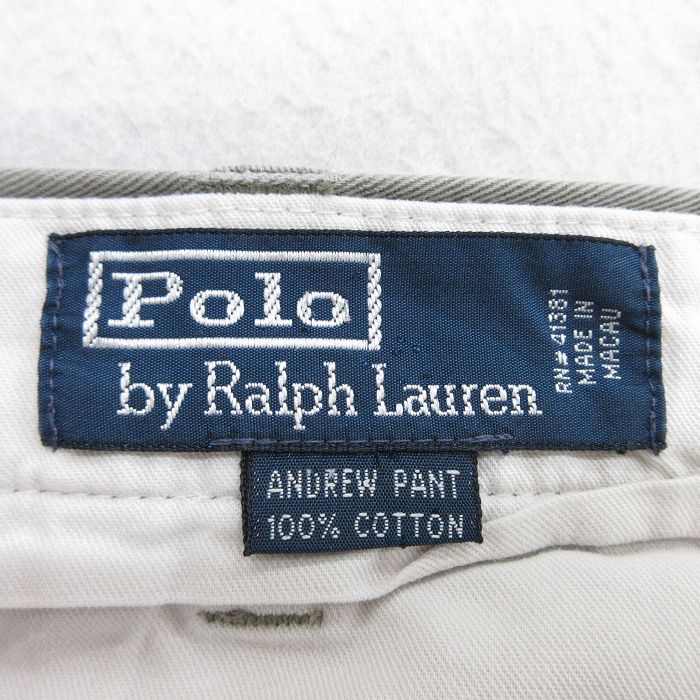 Polo
by Ralph Lauren
RN# 41381
MADE IN
MACAU
ANDREW PANT
100% COTTON